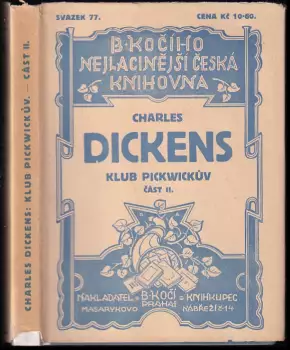 SVAZEK 77.
CENA Kč 10·60.
B·KOČÍHO
NEJLACINĚJŠÍ ČESKÁ
KNIHOVNA
CHARLES
DICKENS
KLUB PICKWICKŮV
ČÁST II.
NAKLADATEL B·KOČÍ KNIHKUPEC
PRAHA I
MASARYKOVO NÁBŘEŽÍ Č·14
CHARLES DICKENS: KLUB PICKWICKŮV. — ČÁST II.